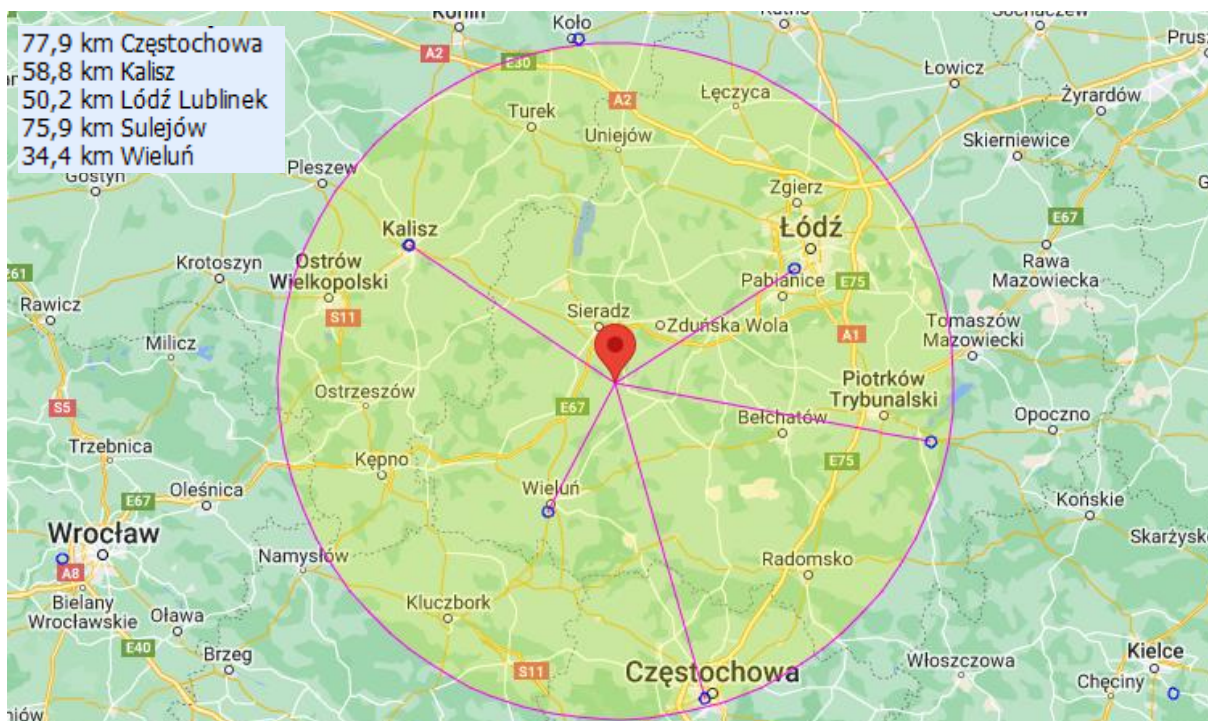 77,9 km Częstochowa
58,8 km Kalisz
50,2 km Lódź Lublinek
75,9 km Sulejów
34,4 km Wieluń
Konin
Koło
Kutno
Sochaczew
A2
E30
Łowicz
Żyrardów
Turek
A2
Łęczyca
Uniejów
Skierniewice
Pleszew
Gostyń
Zgierz
Kalisz
Łódź
E67
Krotoszyn
Ostrów
Wielkopolski
Pabianice
E75
Rawa
Mazowiecka
E61
Rawicz
S11
Sieradz
Zduńska Wola
A1
Tomaszów
Mazowiecki
Milicz
Ostrzeszów
Piotrków
Trybunalski
S5
E67
Bełchatów
Opoczno
Trzebnica
Kępno
E75
Oleśnica
E67
Wieluń
Końskie
Wrocław
Namysłów
Radomsko
A8
Bielany
Wrocławskie
Oława
Kluczbork
E40
Brzeg
S11
Częstochowa
Włoszczowa
Kielce
Chęciny